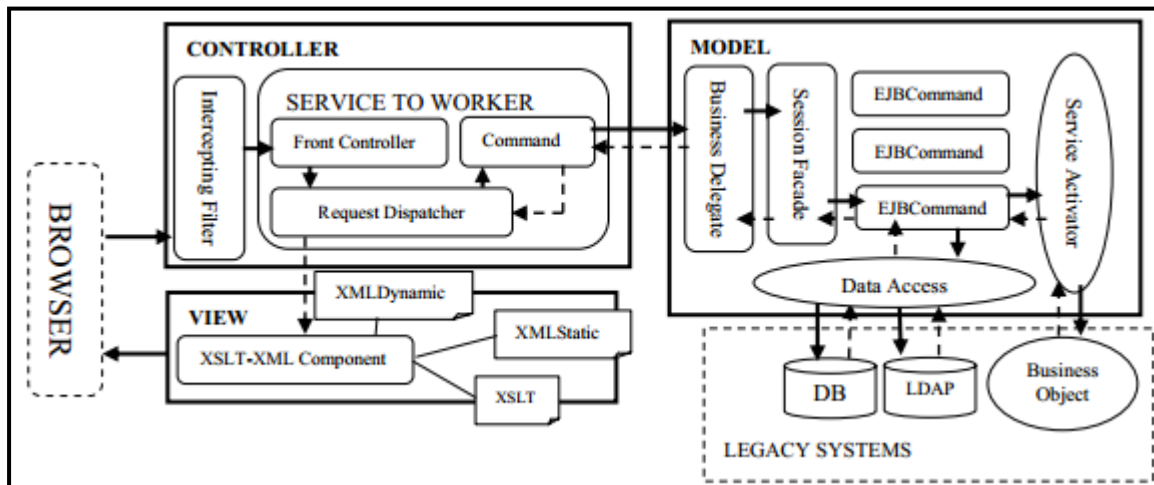 BROWSER
CONTROLLER
Intercepting Filter
SERVICE TO WORKER
Front Controller
Command
Request Dispatcher
VIEW
XSLT-XML Component
XMLDynamic
XMLStatic
XSLT
MODEL
Business Delegate
Session Facade
EJBCommand
EJBCommand
EJBCommand
Service Activator
Data Access
DB
LDAP
Business
Object
LEGACY SYSTEMS